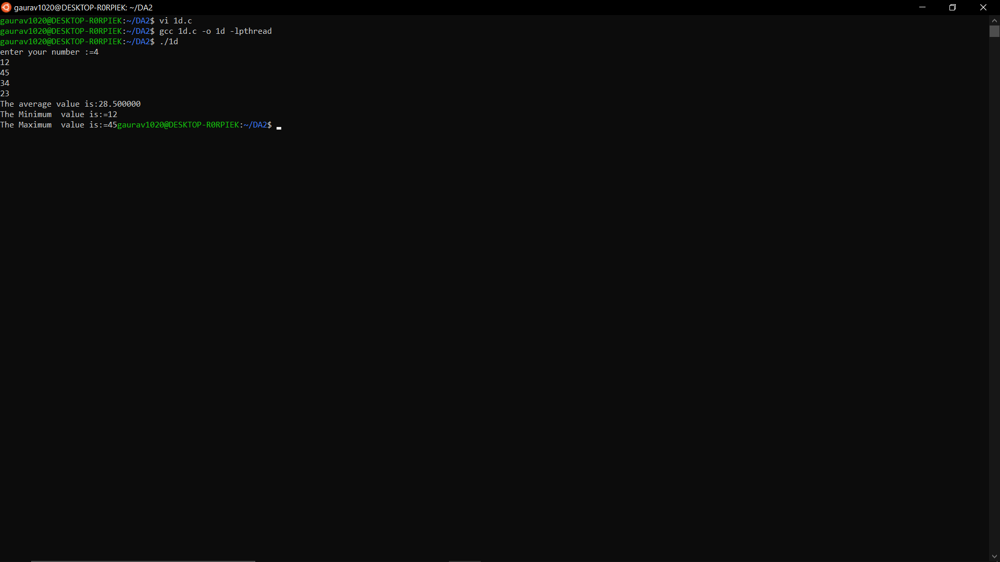 gaurav1020@DESKTOP-R0RPIEK: ~/DA2
gaurav1020@DESKTOP-R0RPIEK:~/DA2$ vi 1d.c
gaurav1020@DESKTOP-R0RPIEK:~/DA2$ gcc 1d.c -o 1d -lpthread
gaurav1020@DESKTOP-R0RPIEK:~/DA2$ ./1d
enter your number :=4
12
45
34
23
The average value is:28.500000
The Minimum  value is:=12
The Maximum  value is:=45gaurav1020@DESKTOP-R0RPIEK:~/DA2$